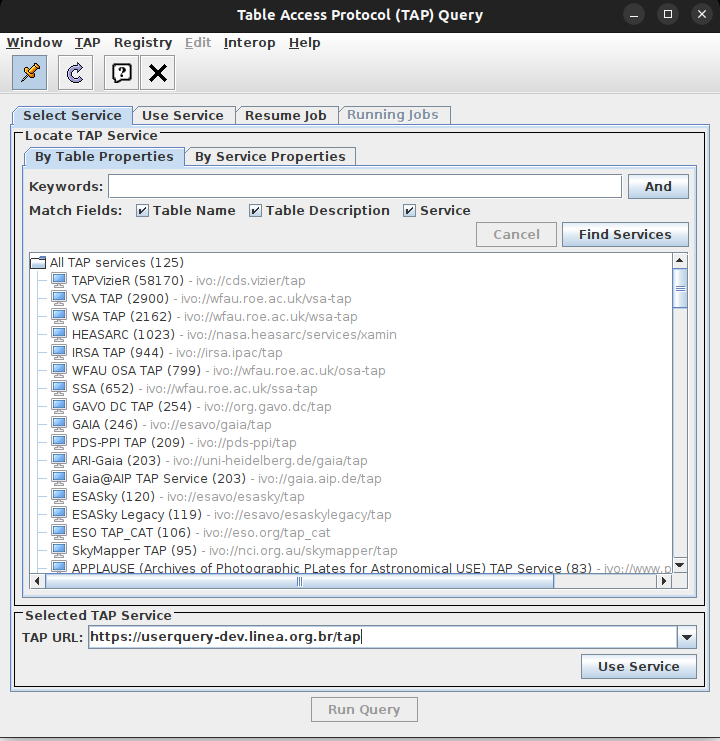 Table Access Protocol (TAP) Query
Window TAP Registry Edit Interop Help
Select Service Use Service Resume Job Running Jobs
Locate TAP Service
By Table Properties By Service Properties
Keywords: And
Match Fields: Table Name Table Description Service
Cancel Find Services
All TAP services (125)
TAPVizieR (58170) - ivo://cds.vizier/tap
VSA TAP (2900) - ivo://wfau.roe.ac.uk/vsa-tap
WSA TAP (2162) - ivo://wfau.roe.ac.uk/wsa-tap
HEASARC (1023) - ivo://nasa.heasarc/services/xamin
IRSA TAP (944) - ivo://irsa.ipac/tap
WFAU OSA TAP (799) - ivo://wfau.roe.ac.uk/osa-tap
SSA (652) - ivo://wfau.roe.ac.uk/ssa-tap
GAVO DC TAP (254) - ivo://org.gavo.dc/tap
GAIA (246) - ivo://esavo/gaia/tap
PDS-PPI TAP (209) - ivo://pds-ppi/tap
ARI-Gaia (203) - ivo://uni-heidelberg.de/gaia/tap
Gaia@AIP TAP Service (203) - ivo://gaia.aip.de/tap
ESASky (120) - ivo://esavo/esasky/tap
ESASky Legacy (119) - ivo://esavo/esaskylegacy/tap
ESO TAP_CAT (106) - ivo://eso.org/tap_cat
SkyMapper TAP (95) - ivo://nci.org.au/skymapper/tap
APPLAUSE (Archives of Photographic PLates for Astronomical USE) TAP Service (83) - ivo://www.p
Selected TAP Service
TAP URL: https://userquery-dev.linea.org.br/tap
Use Service
Run Query